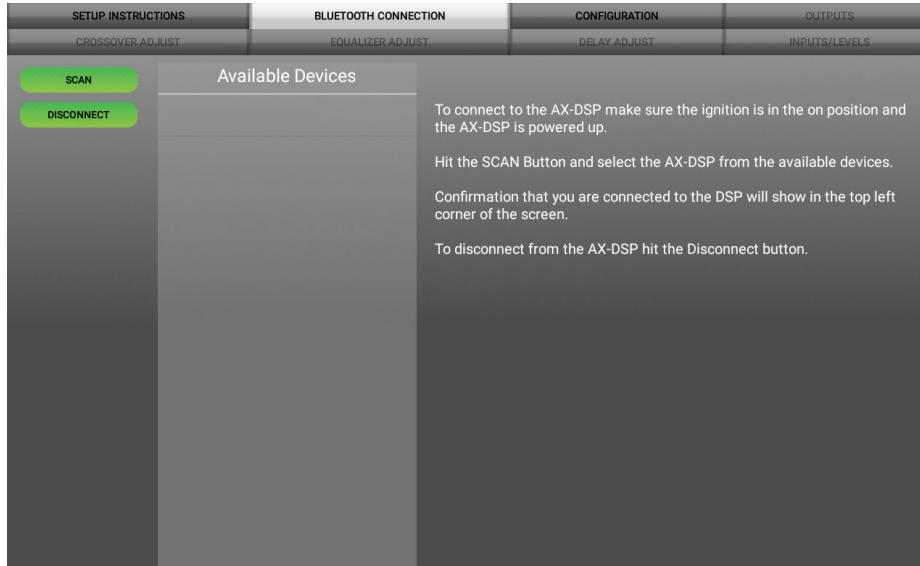 SETUP INSTRUCTIONS BLUETOOTH CONNECTION CONFIGURATION OUTPUTS
CROSSOVER ADJUST EQUALIZER ADJUST DELAY ADJUST INPUTS/LEVELS
SCAN
DISCONNECT
Available Devices
To connect to the AX-DSP make sure the ignition is in the on position and
the AX-DSP is powered up.
Hit the SCAN Button and select the AX-DSP from the available devices.
Confirmation that you are connected to the DSP will show in the top left
corner of the screen.
To disconnect from the AX-DSP hit the Disconnect button.